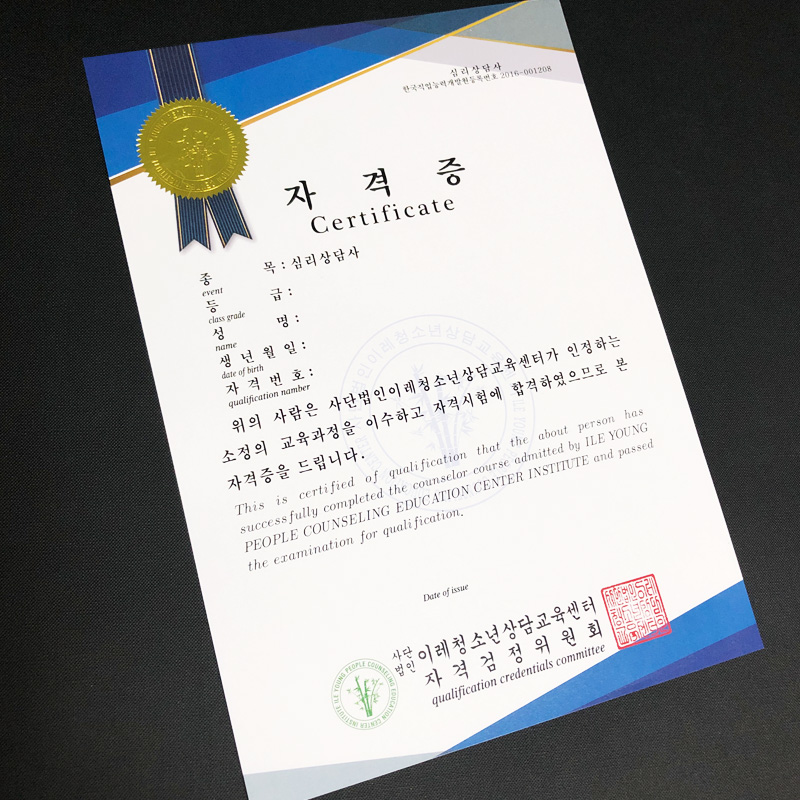 심리상담사
한국직업능력개발원등록번호 2016-001208
자 격 증
Certificate
종 목 : 심리상담사
event
등 급 :
class grade
성 명 :
name
생 년 월 일 :
date of birth
자 격 번 호 :
qualification namber
위의 사람은 사단법인이레청소년상담교육센터가 인정하는
소정의 교육과정을 이수하고 자격시험에 합격하였으므로 본
자격증을 드립니다.
This is certified of qualification that the about person has
successfully completed the counselor course admitted by ILE YOUNG
PEOPLE COUNSELING EDUCATION CENTER INSTITUTE and passed
the examination for qualification.
Date of issue
사단법인 이레청소년상담교육센터
자격검정위원회
qualification credentials committee
ILE YOUNG PEOPLE COUNSELING EDUCATION CENTER INSTITUTE